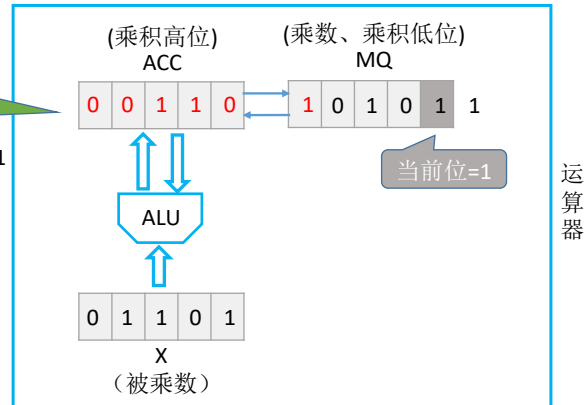 (乘积高位) (乘数、乘积低位)
ACC MQ
0 0 1 1 0 1 0 1 0 1 1
1
当前位=1
ALU
运算器
0 1 1 0 1
X
（被乘数）